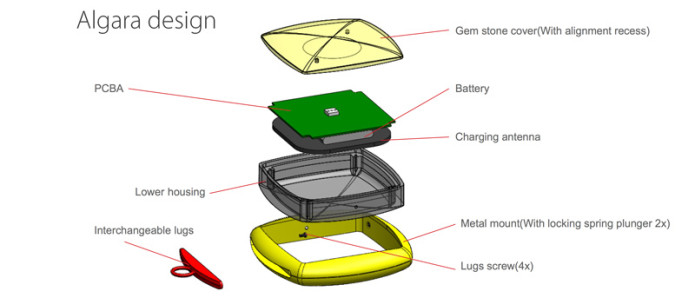 Algara design
Gem stone cover(With alignment recess)
PCBA
Battery
Charging antenna
Lower housing
Metal mount(With locking spring plunger 2x)
Interchangeable lugs
Lugs screw(4x)